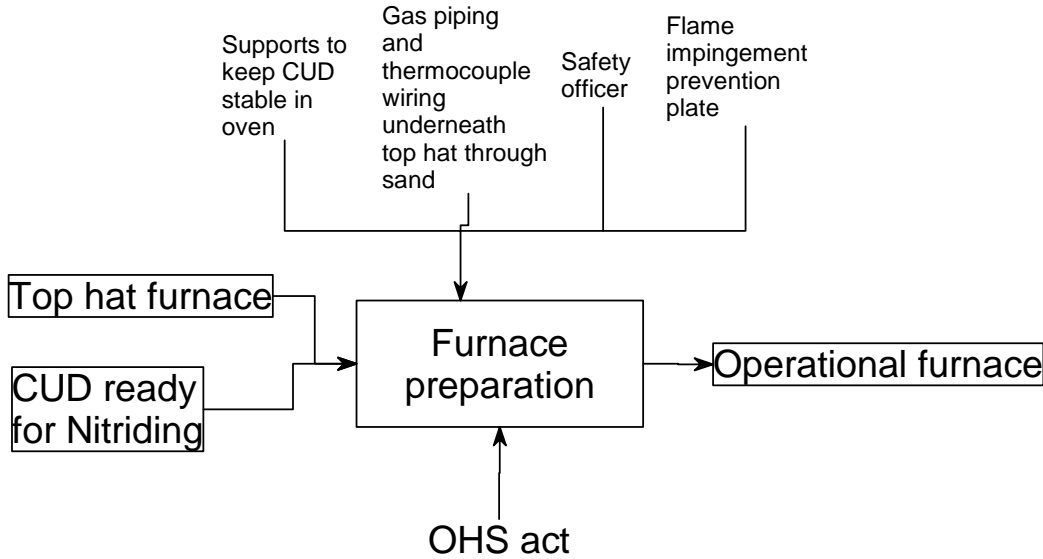 Supports to
keep CUD
stable in
oven
Gas piping
and
thermocouple
wiring
underneath
top hat through
sand
Safety
officer
Flame
impingement
prevention
plate
Top hat furnace
CUD ready
for Nitriding
Furnace
preparation
Operational furnace
OHS act